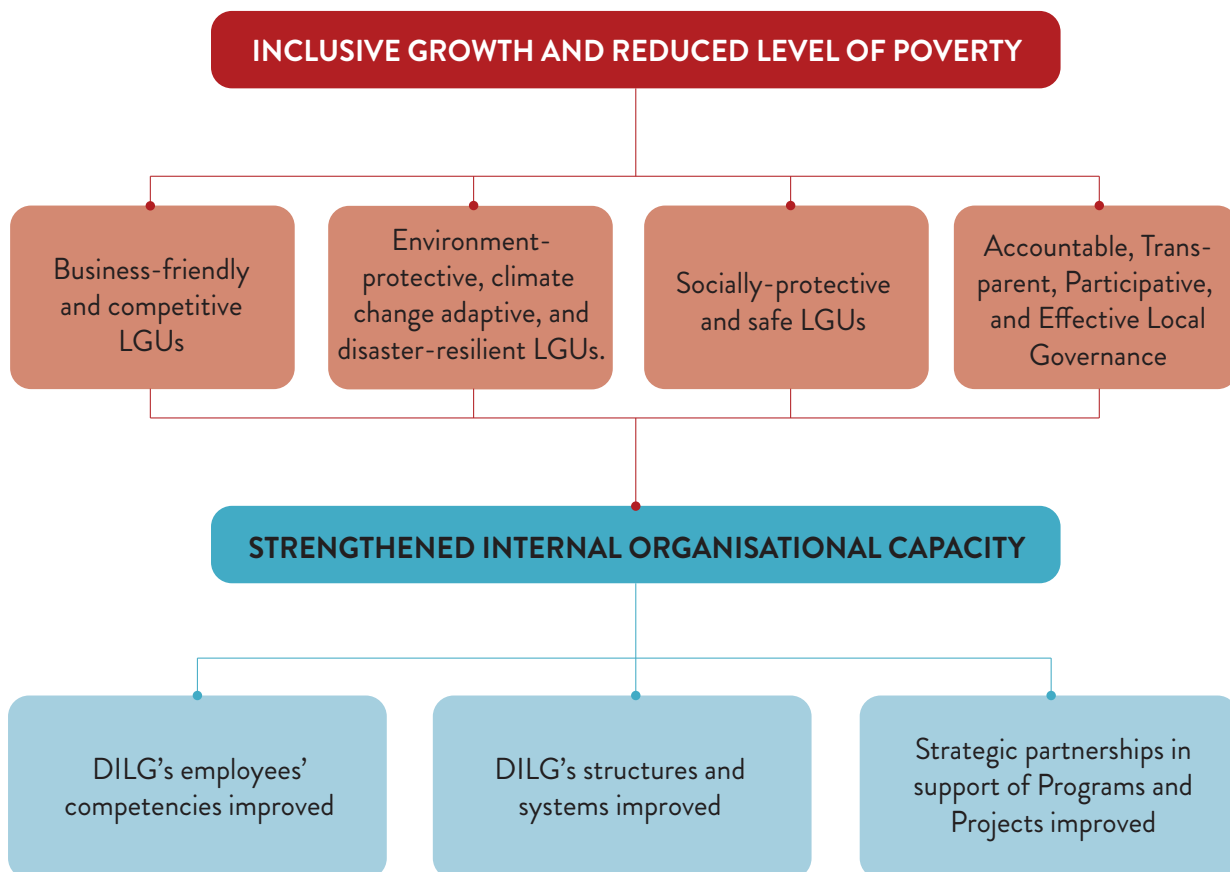 INCLUSIVE GROWTH AND REDUCED LEVEL OF POVERTY
Business-friendly
and competitive
LGUs
Environment-
protective, climate
change adaptive, and
disaster-resilient LGUs.
Socially-protective
and safe LGUs
Accountable, Trans-
parent, Participative,
and Effective Local
Governance
STRENGTHENED INTERNAL ORGANISATIONAL CAPACITY
DILG's employees'
competencies improved
DILG's structures and
systems improved
Strategic partnerships in
support of Programs and
Projects improved